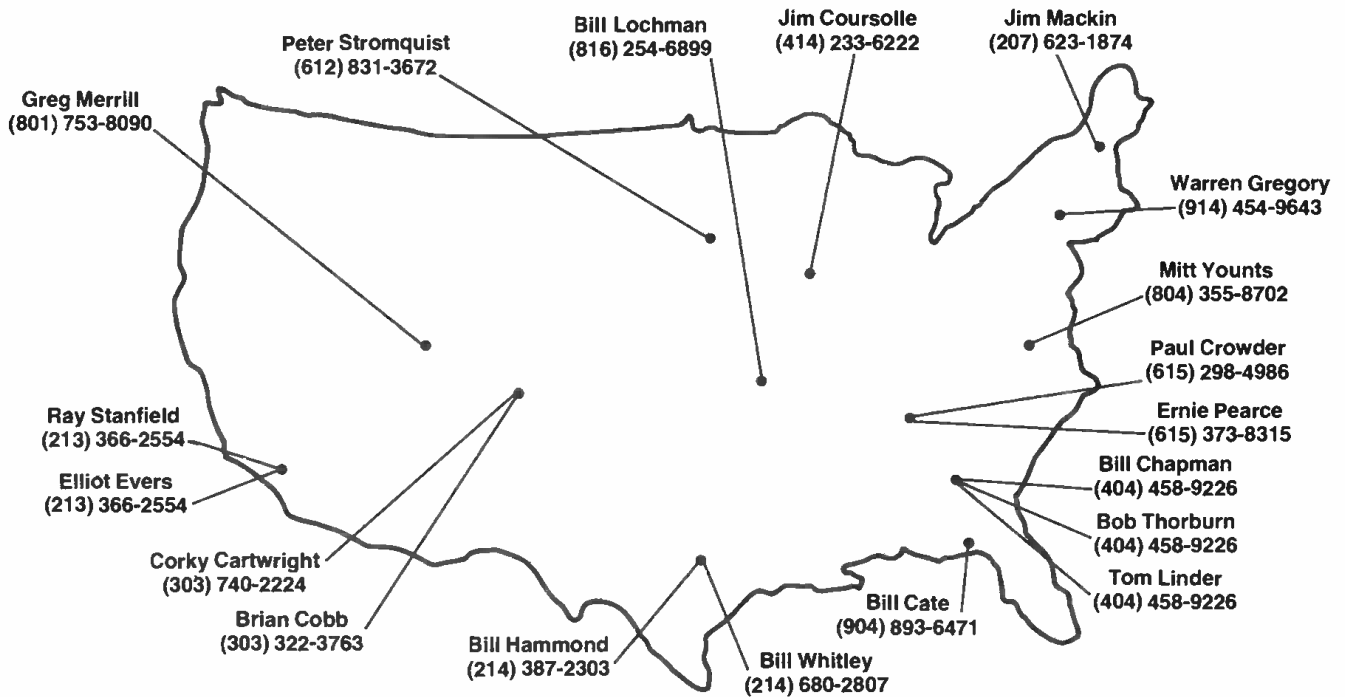 Bill Lochman
(816) 254-6899
Jim Coursolle
(414) 233-6222
Jim Mackin
(207) 623-1874
Peter Stromquist
(612) 831-3672
Greg Merrill
(801) 753-8090
Warren Gregory
(914) 454-9643
Mitt Younts
(804) 355-8702
Paul Crowder
(615) 298-4986
Ernie Pearce
(615) 373-8315
Ray Stanfield
(213) 366-2554
Elliot Evers
(213) 366-2554
Bill Chapman
(404) 458-9226
Bob Thorburn
(404) 458-9226
Tom Linder
(404) 458-9226
Corky Cartwright
(303) 740-2224
Brian Cobb
(303) 322-3763
Bill Hammond
(214) 387-2303
Bill Whitley
(214) 680-2807
Bill Cate
(904) 893-6471